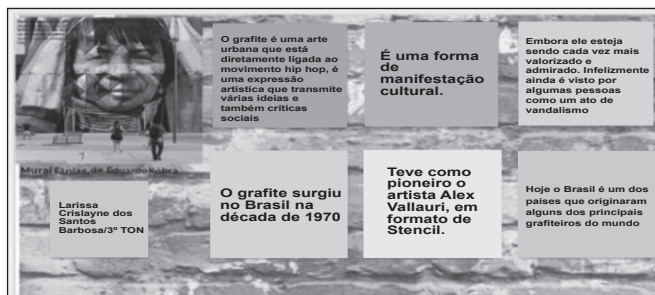 O grafite é uma arte
urbana que está
diretamente ligada ao
movimento hip hop, é
uma expressão
artística que transmite
várias ideias e
também críticas
sociais
É uma forma
de
manifestação
cultural.
Embora ele esteja
sendo cada vez mais
valorizado e
admirado. Infelizmente
ainda é visto por
algumas pessoas
como um ato de
vandalismo
Mural Etnias, de Eduardo Kobra
Larissa
Crislayne dos
Santos
Barbosa/3º TON
O grafite surgiu
no Brasil na
década de 1970
Teve como
pioneiro o
artista Alex
Vallauri, em
formato de
Stencil.
Hoje o Brasil é um dos
países que originaram
alguns dos principais
grafiteiros do mundo